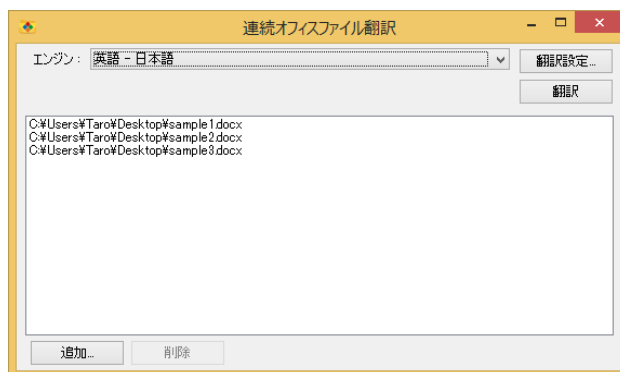 連続オフィスファイル翻訳
エンジン： 英語 - 日本語
翻訳設定...
翻訳
C:¥Users¥Taro¥Desktop¥sample1.docx
C:¥Users¥Taro¥Desktop¥sample2.docx
C:¥Users¥Taro¥Desktop¥sample3.docx
追加... 削除